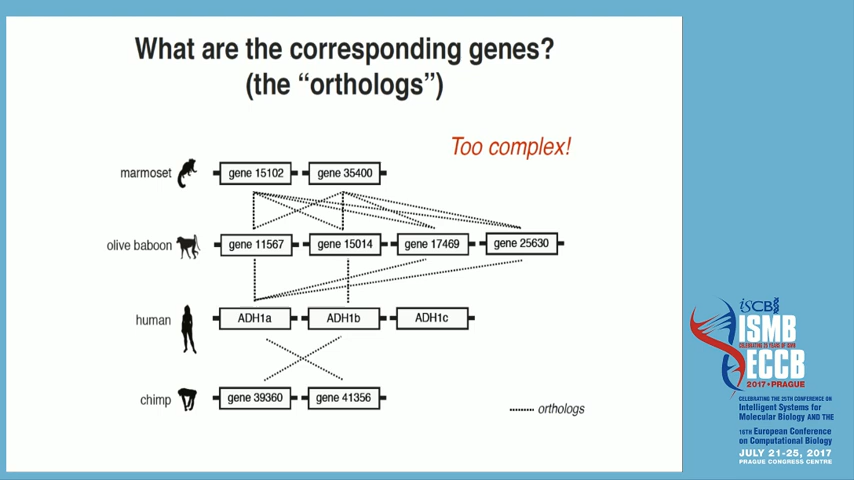 What are the corresponding genes?
(the “orthologs”)
Too complex!
marmoset
gene 15102
gene 35400
olive baboon
gene 11567
gene 15014
gene 17469
gene 25630
human
ADH1a
ADH1b
ADH1c
chimp
gene 39360
gene 41356
orthologs
iSCB
ISMB
CELEBRATING 25 YEARS OF ISMB
ECCB
2017 • PRAGUE
CELEBRATING THE 25TH CONFERENCE ON
Intelligent Systems for
Molecular Biology AND THE
16TH European Conference
on Computational Biology
JULY 21-25, 2017
PRAGUE CONGRESS CENTRE